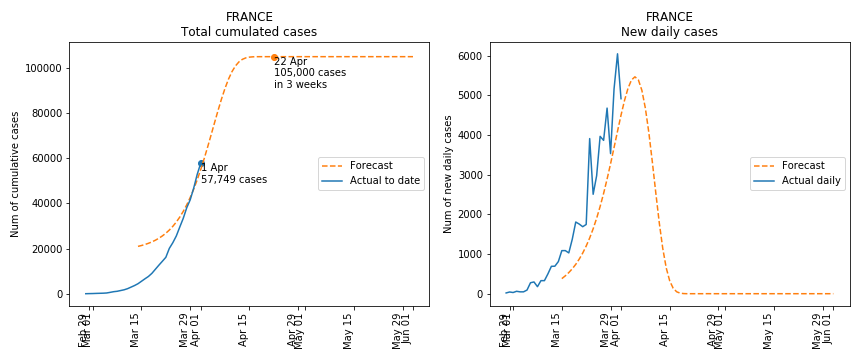 FRANCE
Total cumulated cases
Num of cumulative cases
100000
80000
60000
40000
20000
0
22 Apr
105,000 cases
in 3 weeks
1 Apr
57,749 cases
Forecast
Actual to date
Feb 29
Mar 01
Mar 15
Mar 29
Apr 01
Apr 15
Apr 29
May 01
May 15
May 29
Jun 01
FRANCE
New daily cases
Num of new daily cases
6000
5000
4000
3000
2000
1000
0
Forecast
Actual daily
Feb 29
Mar 01
Mar 15
Mar 29
Apr 01
Apr 15
Apr 29
May 01
May 15
May 29
Jun 01